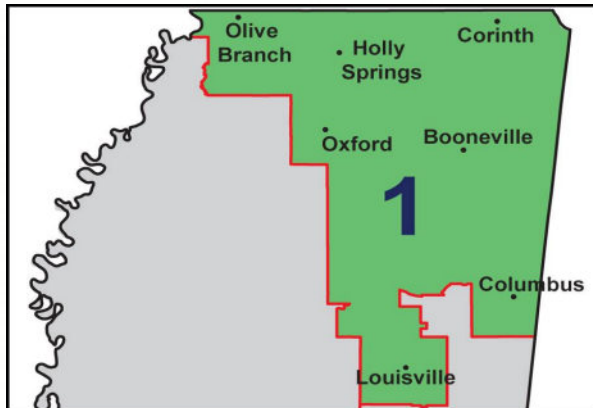 Olive
Branch
Holly
Springs
Corinth
Oxford
Booneville
1
Columbus
Louisville